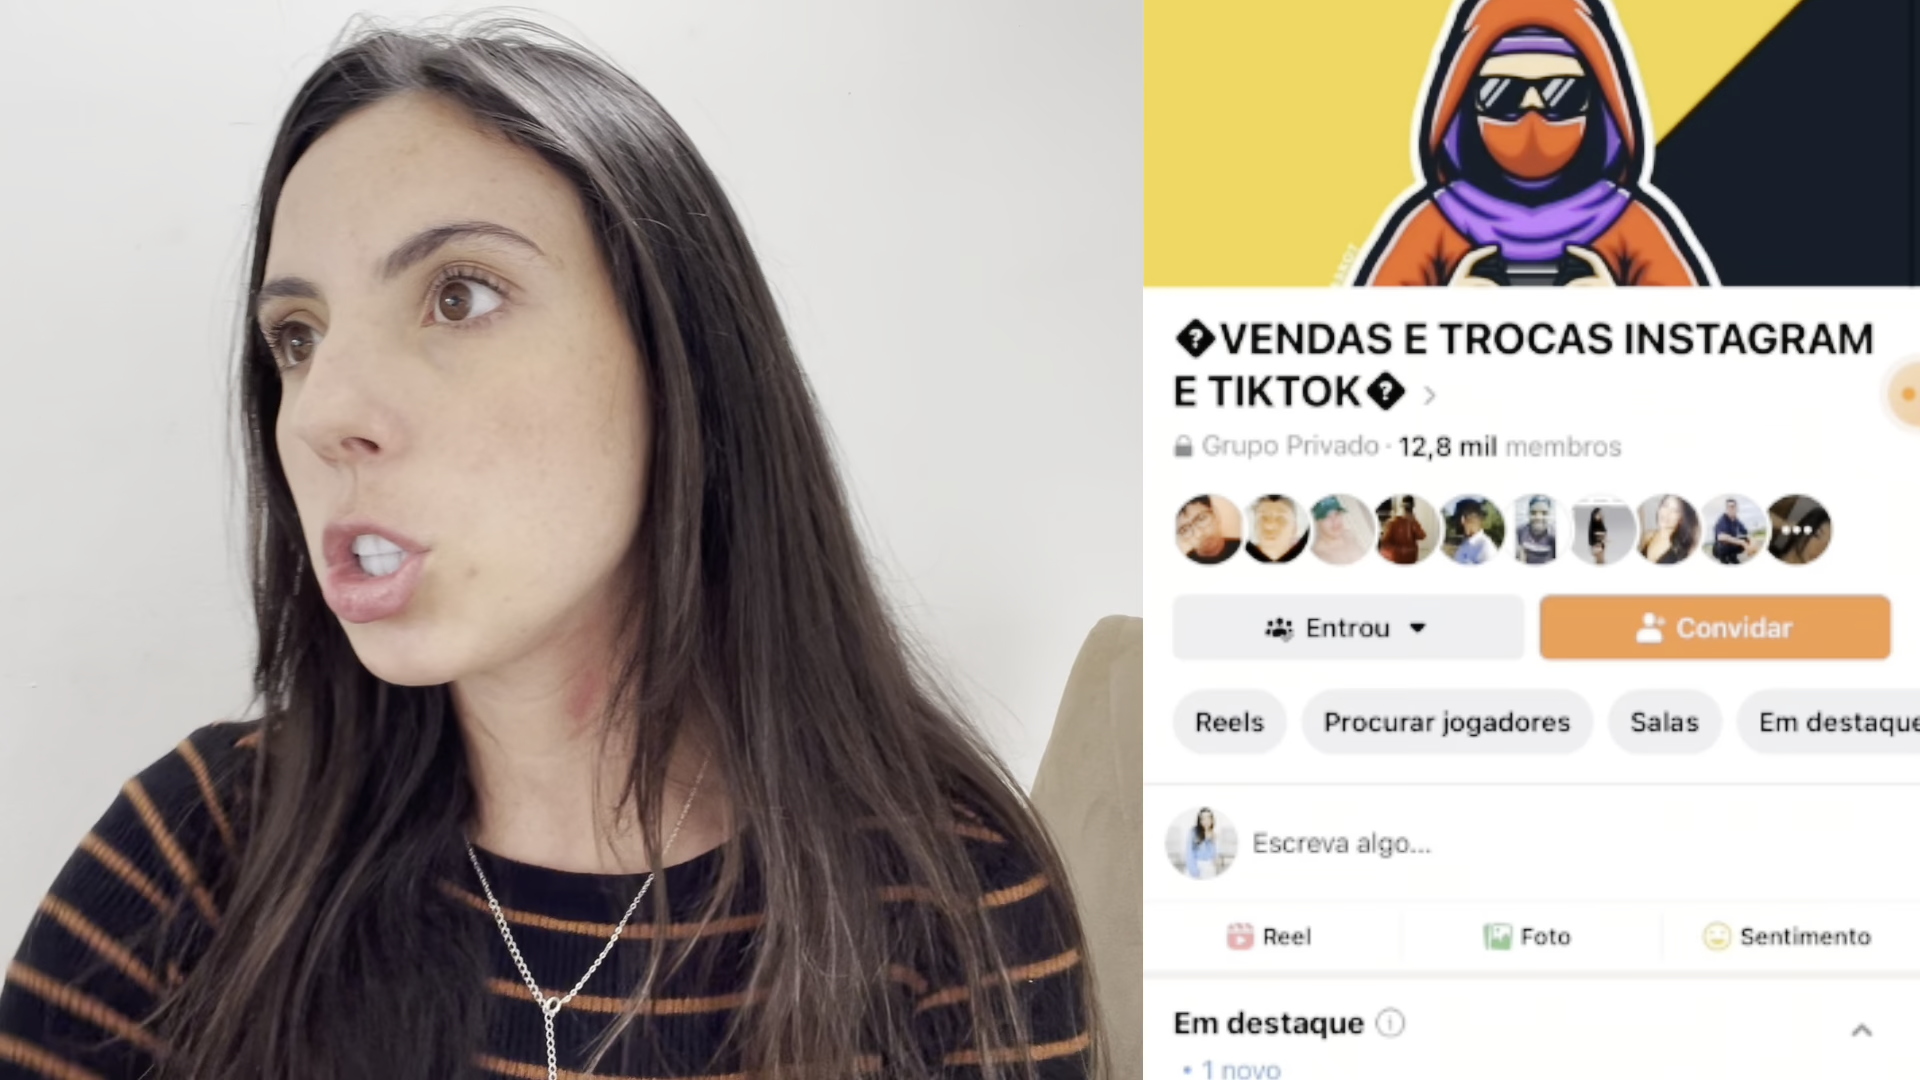 VENDAS E TROCAS INSTAGRAM
E TIKTOK
Grupo Privado · 12,8 mil membros
Entrou
Convidar
Reels
Procurar jogadores
Salas
Em destaque
Escreva algo...
Reel
Foto
Sentimento
Em destaque
• 1 novo